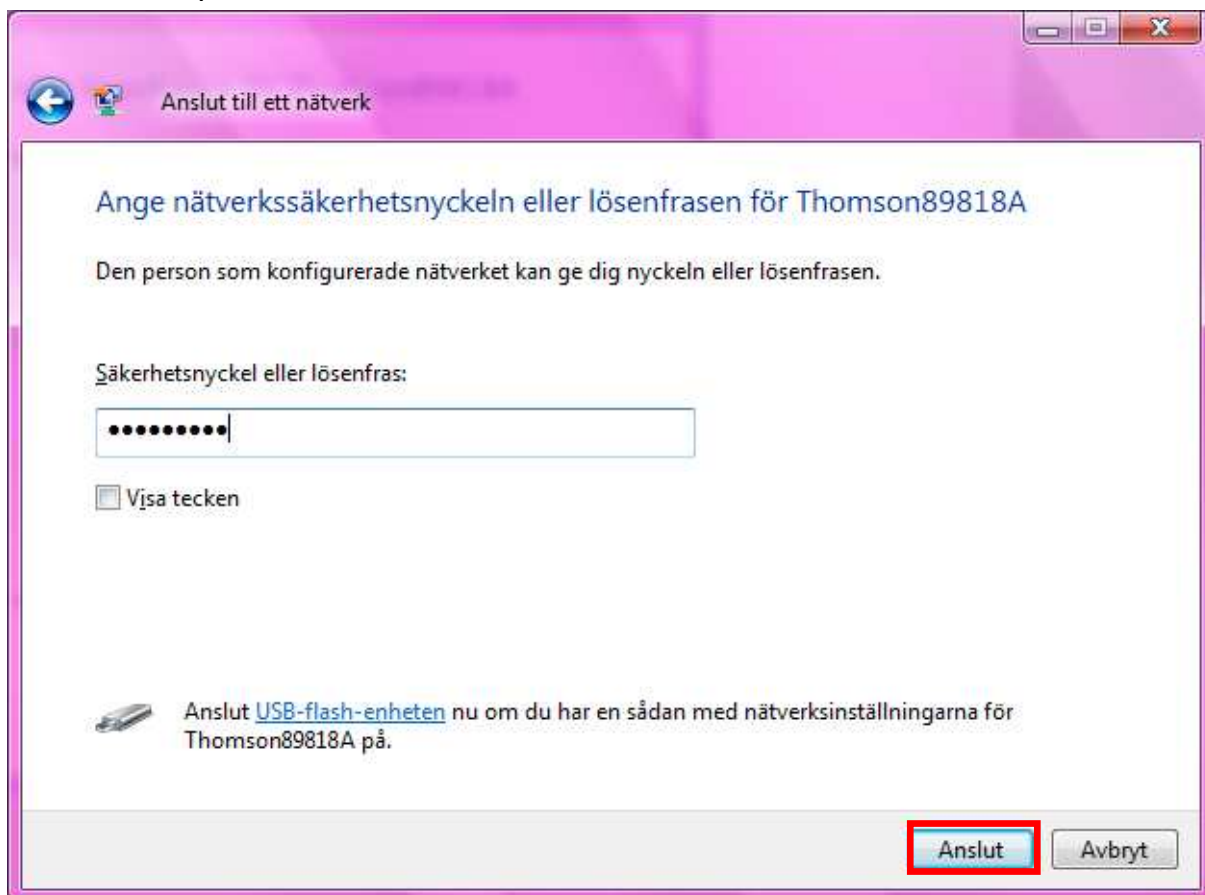 Anslut till ett nätverk
Ange nätverkssäkerhetsnyckeln eller lösenfrasen för Thomson89818A
Den person som konfigurerade nätverket kan ge dig nyckeln eller lösenfrasen.
Säkerhetsnyckel eller lösenfras:
•••••••••
Visa tecken
Anslut USB-flash-enheten nu om du har en sådan med nätverksinställningarna för
Thomson89818A på.
Anslut Avbryt